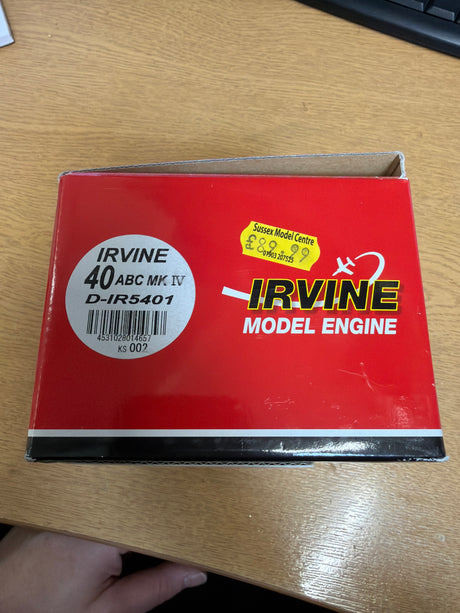 Sussex Model Centre
£89.99
01903 207525
IRVINE
40 ABC MK IV
D-IR5401
4531028014657
KS 002
IRVINE
MODEL ENGINE